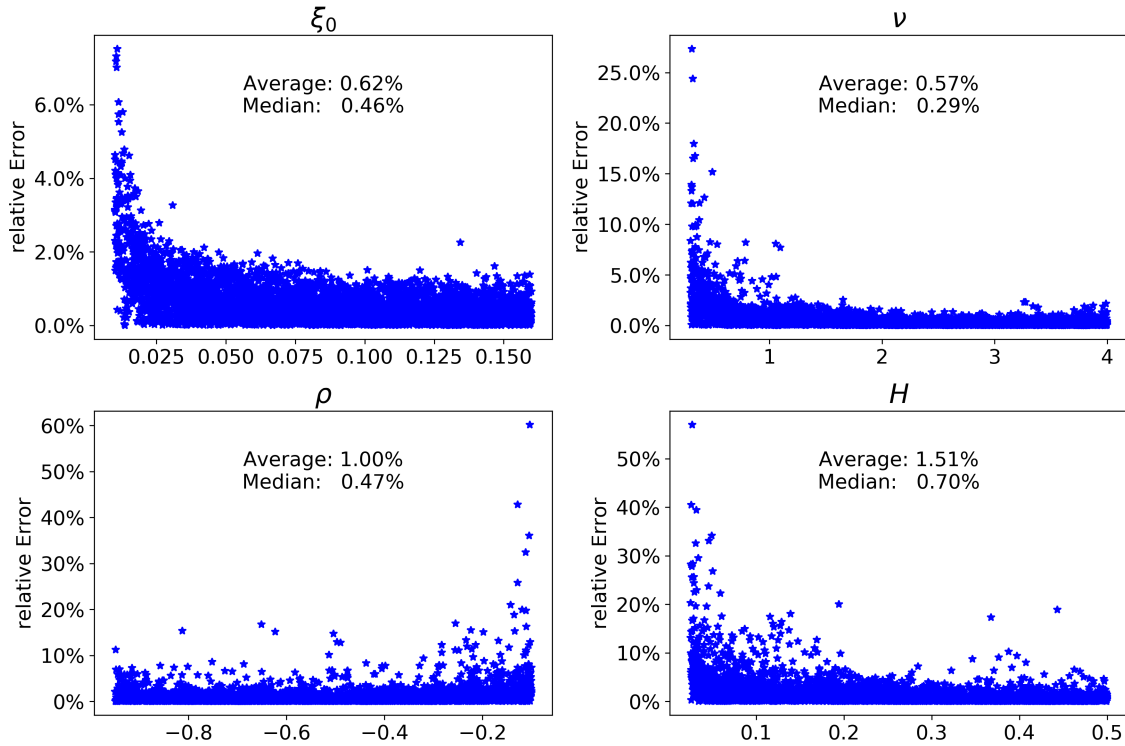 ξ₀
relative Error
6.0%
4.0%
2.0%
0.0%
Average: 0.62%
Median: 0.46%
0.025 0.050 0.075 0.100 0.125 0.150
ν
relative Error
25.0%
20.0%
15.0%
10.0%
5.0%
0.0%
Average: 0.57%
Median: 0.29%
1 2 3 4
ρ
relative Error
60%
50%
40%
30%
20%
10%
0%
Average: 1.00%
Median: 0.47%
−0.8 −0.6 −0.4 −0.2
H
relative Error
50%
40%
30%
20%
10%
0%
Average: 1.51%
Median: 0.70%
0.1 0.2 0.3 0.4 0.5